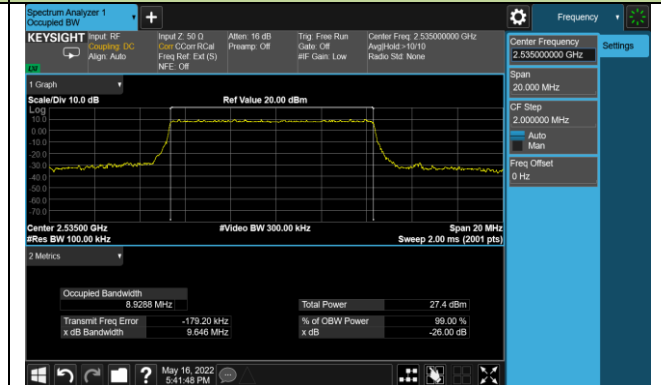 Spectrum Analyzer 1
Occupied BW
Frequency
KEYSIGHT
Input: RF
Coupling: DC
Align: Auto
Input Z: 50 Ω
Corr CCorr RCal
Freq Ref: Ext (S)
NFE: Off
Atten: 16 dB
Preamp: Off
Trig: Free Run
Gate: Off
#IF Gain: Low
Center Freq: 2.535000000 GHz
Avg|Hold:>10/10
Radio Std: None
LW
Center Frequency
2.535000000 GHz
Settings
Span
20.000 MHz
CF Step
2.000000 MHz
Auto
Man
Freq Offset
0 Hz
1 Graph
Scale/Div 10.0 dB
Ref Value 20.00 dBm
Log
10.0
0.00
-10.0
-20.0
-30.0
-40.0
-50.0
-60.0
-70.0
Center 2.53500 GHz
#Video BW 300.00 kHz
Span 20 MHz
#Res BW 100.00 kHz
Sweep 2.00 ms (2001 pts)
2 Metrics
Occupied Bandwidth
8.9288 MHz
Total Power
27.4 dBm
Transmit Freq Error
-179.20 kHz
% of OBW Power
99.00 %
x dB Bandwidth
9.646 MHz
x dB
-26.00 dB
May 16, 2022
5:41:48 PM